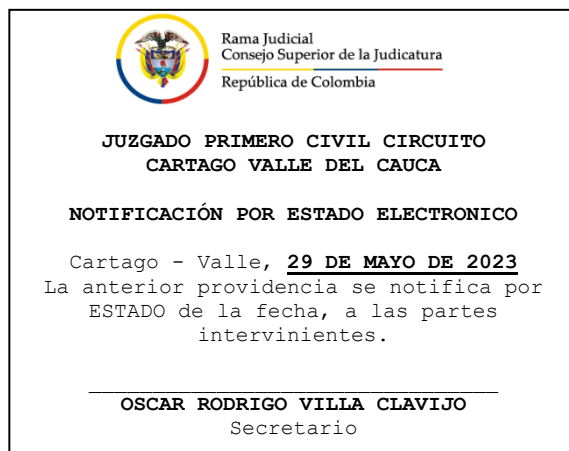 Rama Judicial
Consejo Superior de la Judicatura
República de Colombia
JUZGADO PRIMERO CIVIL CIRCUITO
CARTAGO VALLE DEL CAUCA
NOTIFICACIÓN POR ESTADO ELECTRONICO
Cartago - Valle, 29 DE MAYO DE 2023
La anterior providencia se notifica por
ESTADO de la fecha, a las partes
intervinientes.
OSCAR RODRIGO VILLA CLAVIJO
Secretario